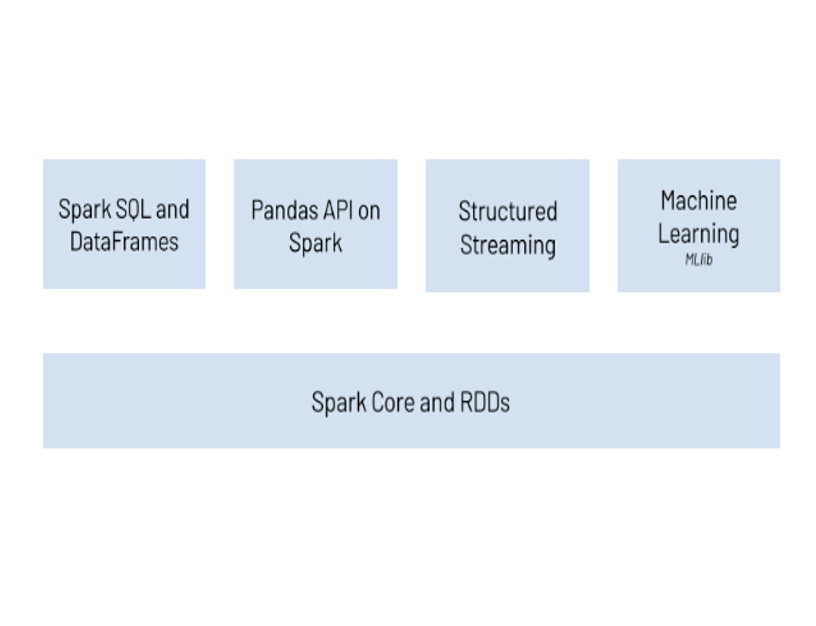 Spark SQL and
DataFrames
Pandas API on
Spark
Structured
Streaming
Machine
Learning
MLlib
Spark Core and RDDs